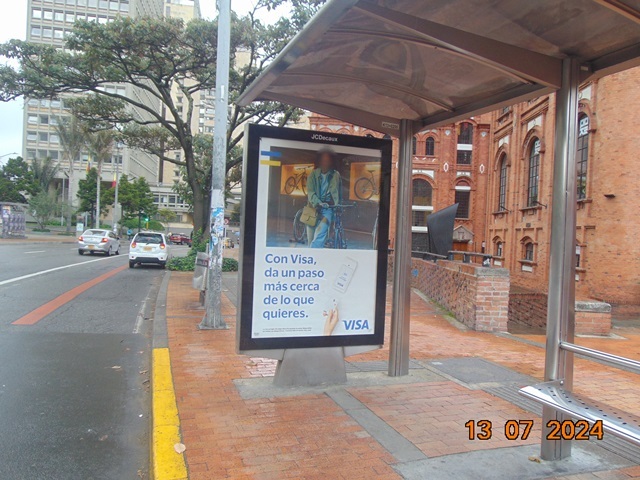 JCDecaux
Con Visa,
da un paso
más cerca
de lo que
quieres.
VISA
13 07 2024